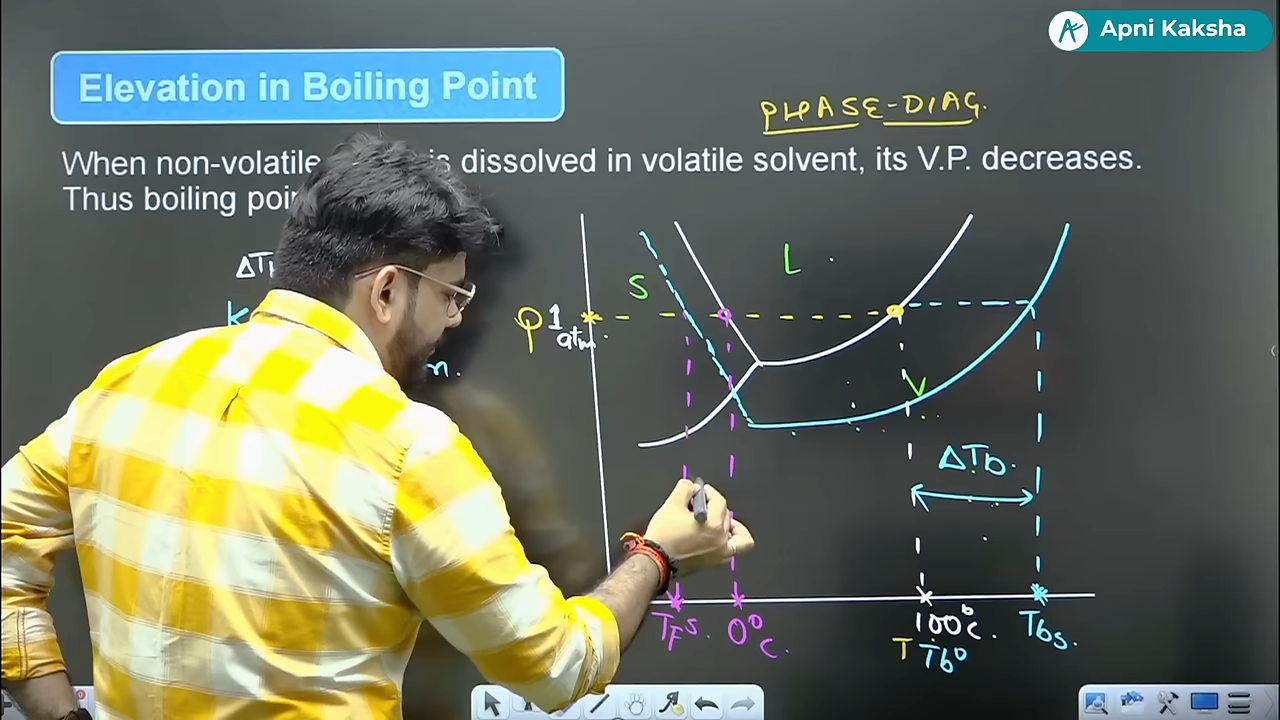 Apni Kaksha
Elevation in Boiling Point
PHASE-DIAG.
When non-volatile is dissolved in volatile solvent, its V.P. decreases.
Thus boiling
ΔT
K
m.
S
L
V
P 1 atm.
ΔTb.
TFS. 0°C. 100°C. Tbs.
T Tb°